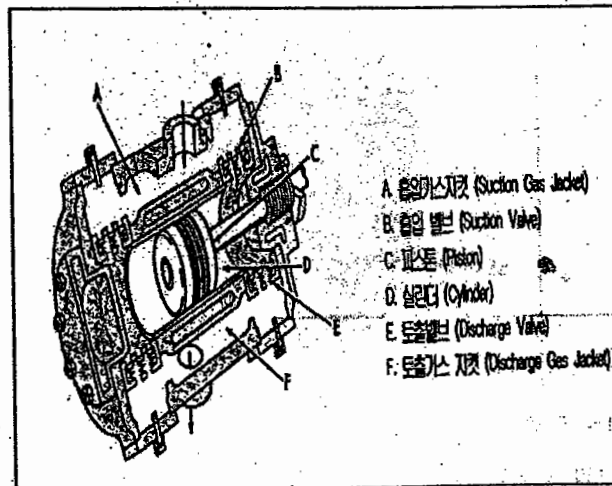 A
B
C
D
E
F
A. 흡입가스자켓 (Suction Gas Jacket)
B. 흡입 밸브 (Suction Valve)
C. 피스톤 (Piston)
D. 실린더 (Cylinder)
E. 토출밸브 (Discharge Valve)
F. 토출가스 자켓 (Discharge Gas Jacket)